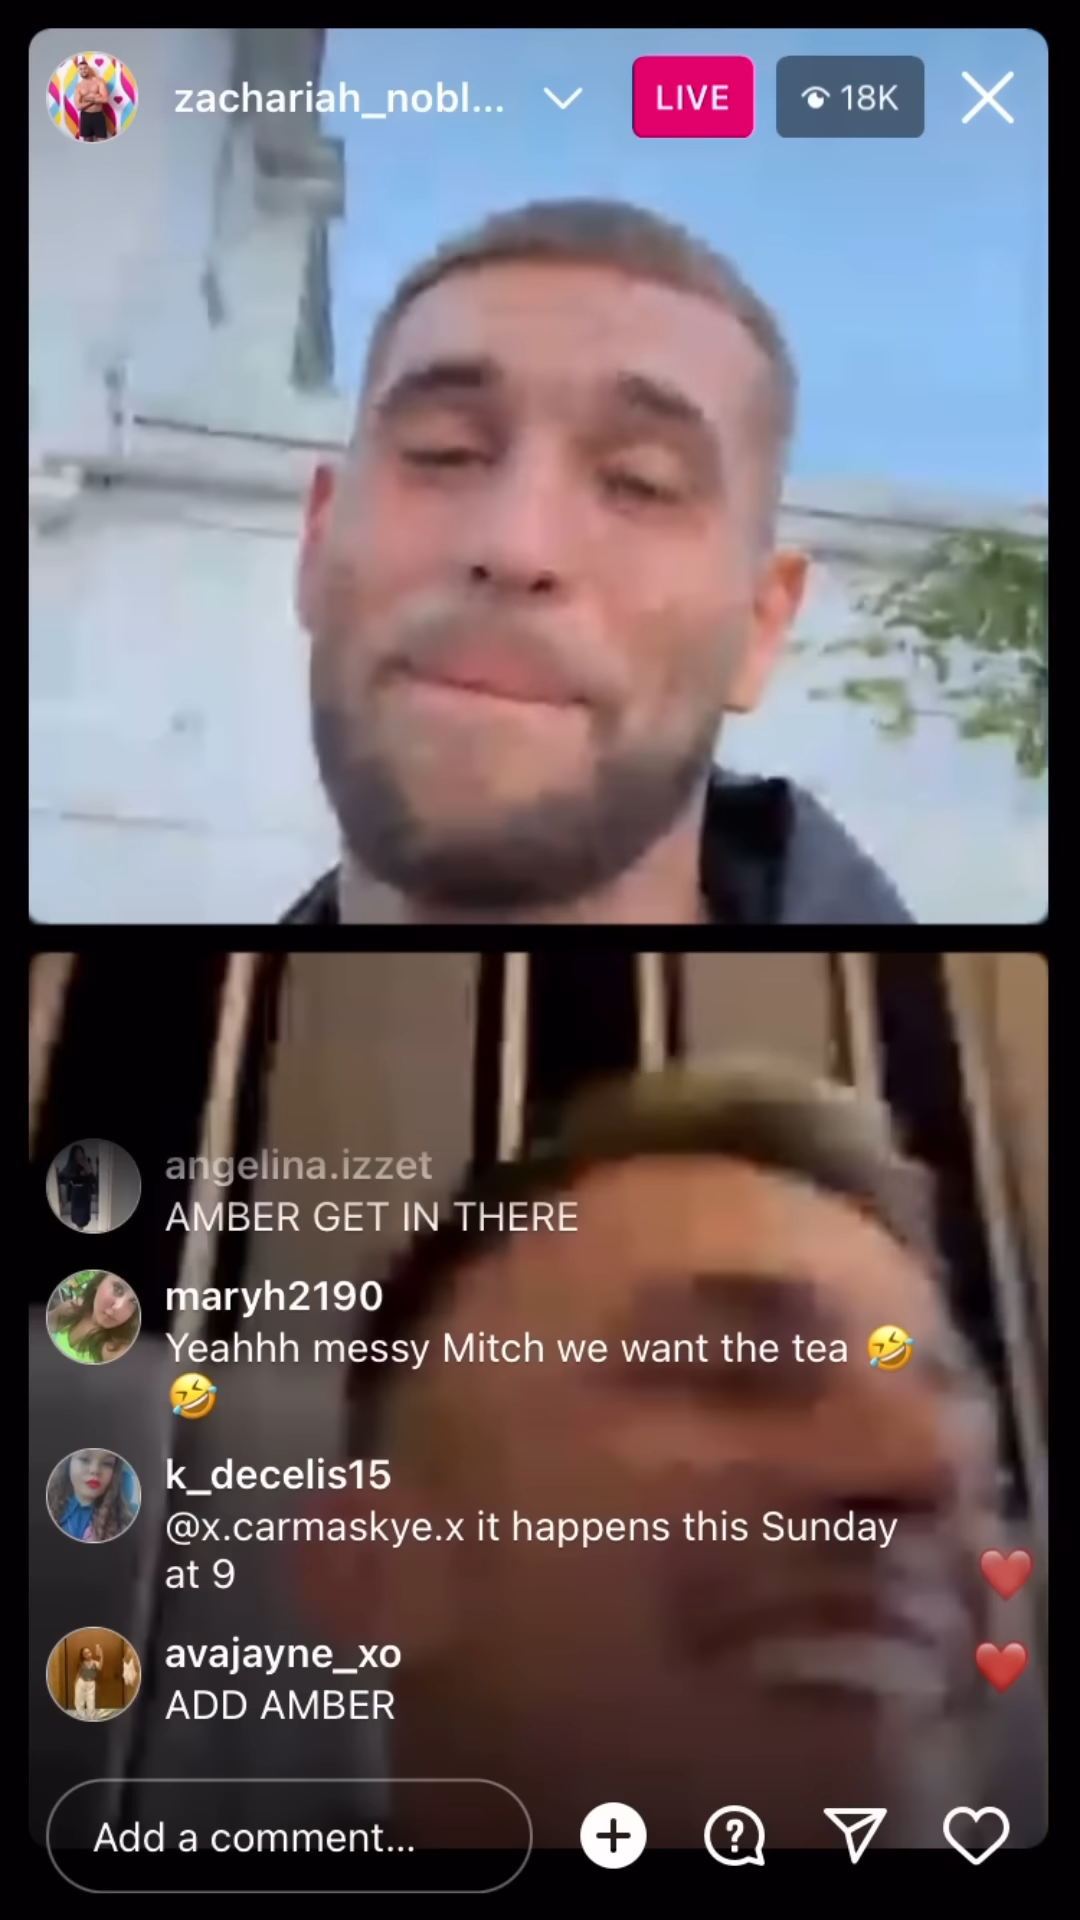 zachariah_nobl...
LIVE
18K
angelina.izzet
AMBER GET IN THERE
maryh2190
Yeahhh messy Mitch we want the tea 🤣
🤣
k_decelis15
@x.carmaskye.x it happens this Sunday
at 9
avajayne_xo
ADD AMBER
Add a comment...